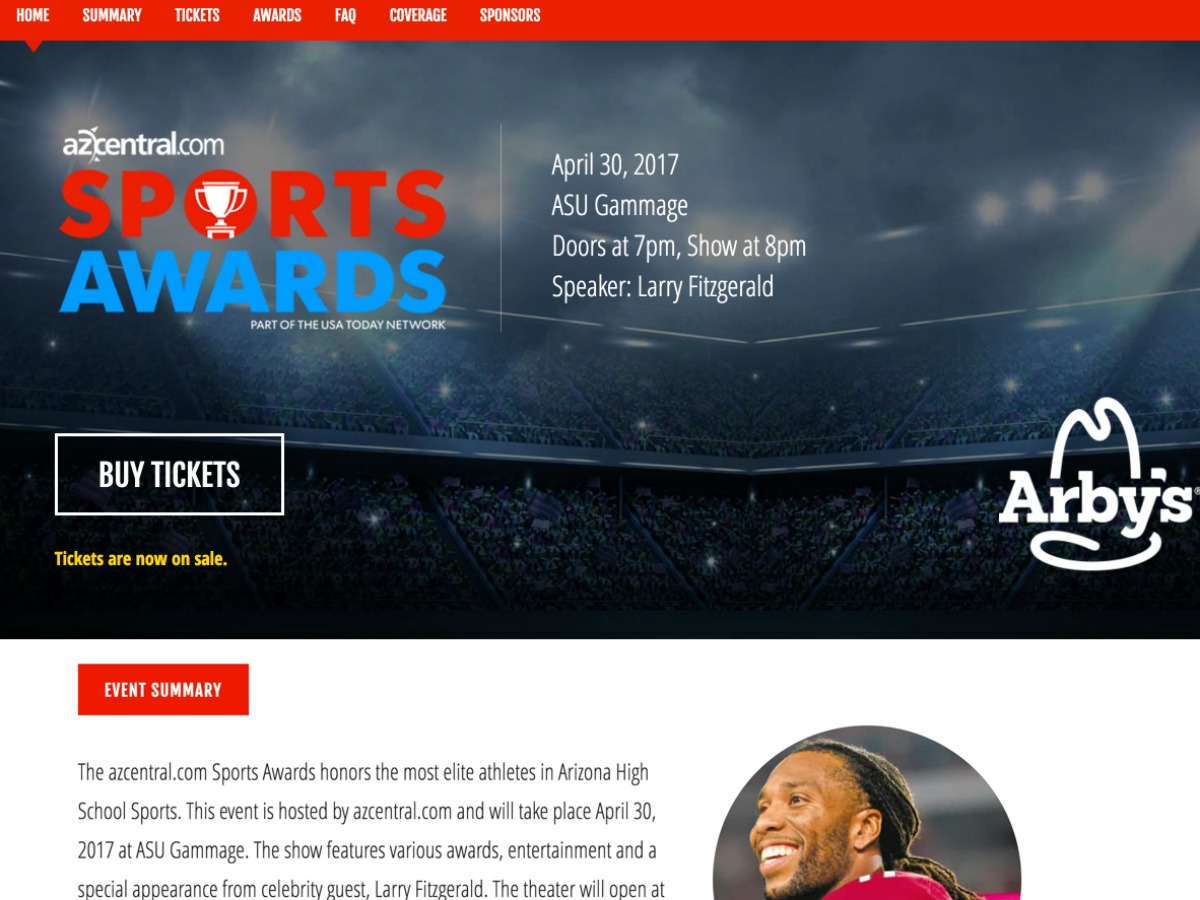 HOME SUMMARY TICKETS AWARDS FAQ COVERAGE SPONSORS
azcentral.com
SPORTS
AWARDS
PART OF THE USA TODAY NETWORK
April 30, 2017
ASU Gammage
Doors at 7pm, Show at 8pm
Speaker: Larry Fitzgerald
BUY TICKETS
Tickets are now on sale.
Arby's®
EVENT SUMMARY
The azcentral.com Sports Awards honors the most elite athletes in Arizona High
School Sports. This event is hosted by azcentral.com and will take place April 30,
2017 at ASU Gammage. The show features various awards, entertainment and a
special appearance from celebrity guest, Larry Fitzgerald. The theater will open at